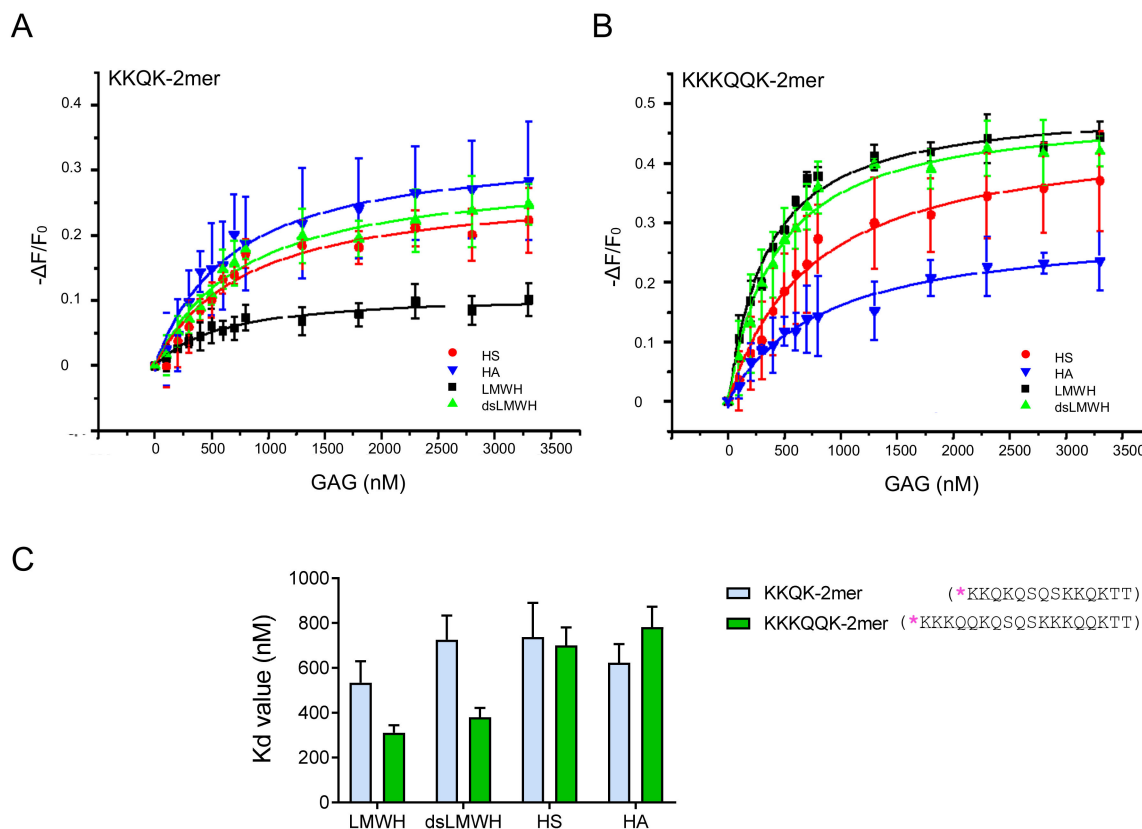 A
B
KKQK-2mer
KKKQQK-2mer
0.4
0.3
0.2
0.1
0
-ΔF/F0
HS
HA
LMWH
dsLMWH
0 500 1000 1500 2000 2500 3000 3500
GAG (nM)
0.4
0.3
0.2
0.1
0
-ΔF/F0
HS
HA
LMWH
dsLMWH
0 500 1000 1500 2000 2500 3000 3500
GAG (nM)
C
1000
800
600
400
200
0
Kd value (nM)
LMWH dsLMWH HS HA
KKQK-2mer (*KKQKQSQSKKQKTT)
KKKQQK-2mer (*KKKQQKQSQSKKKQQKTT)